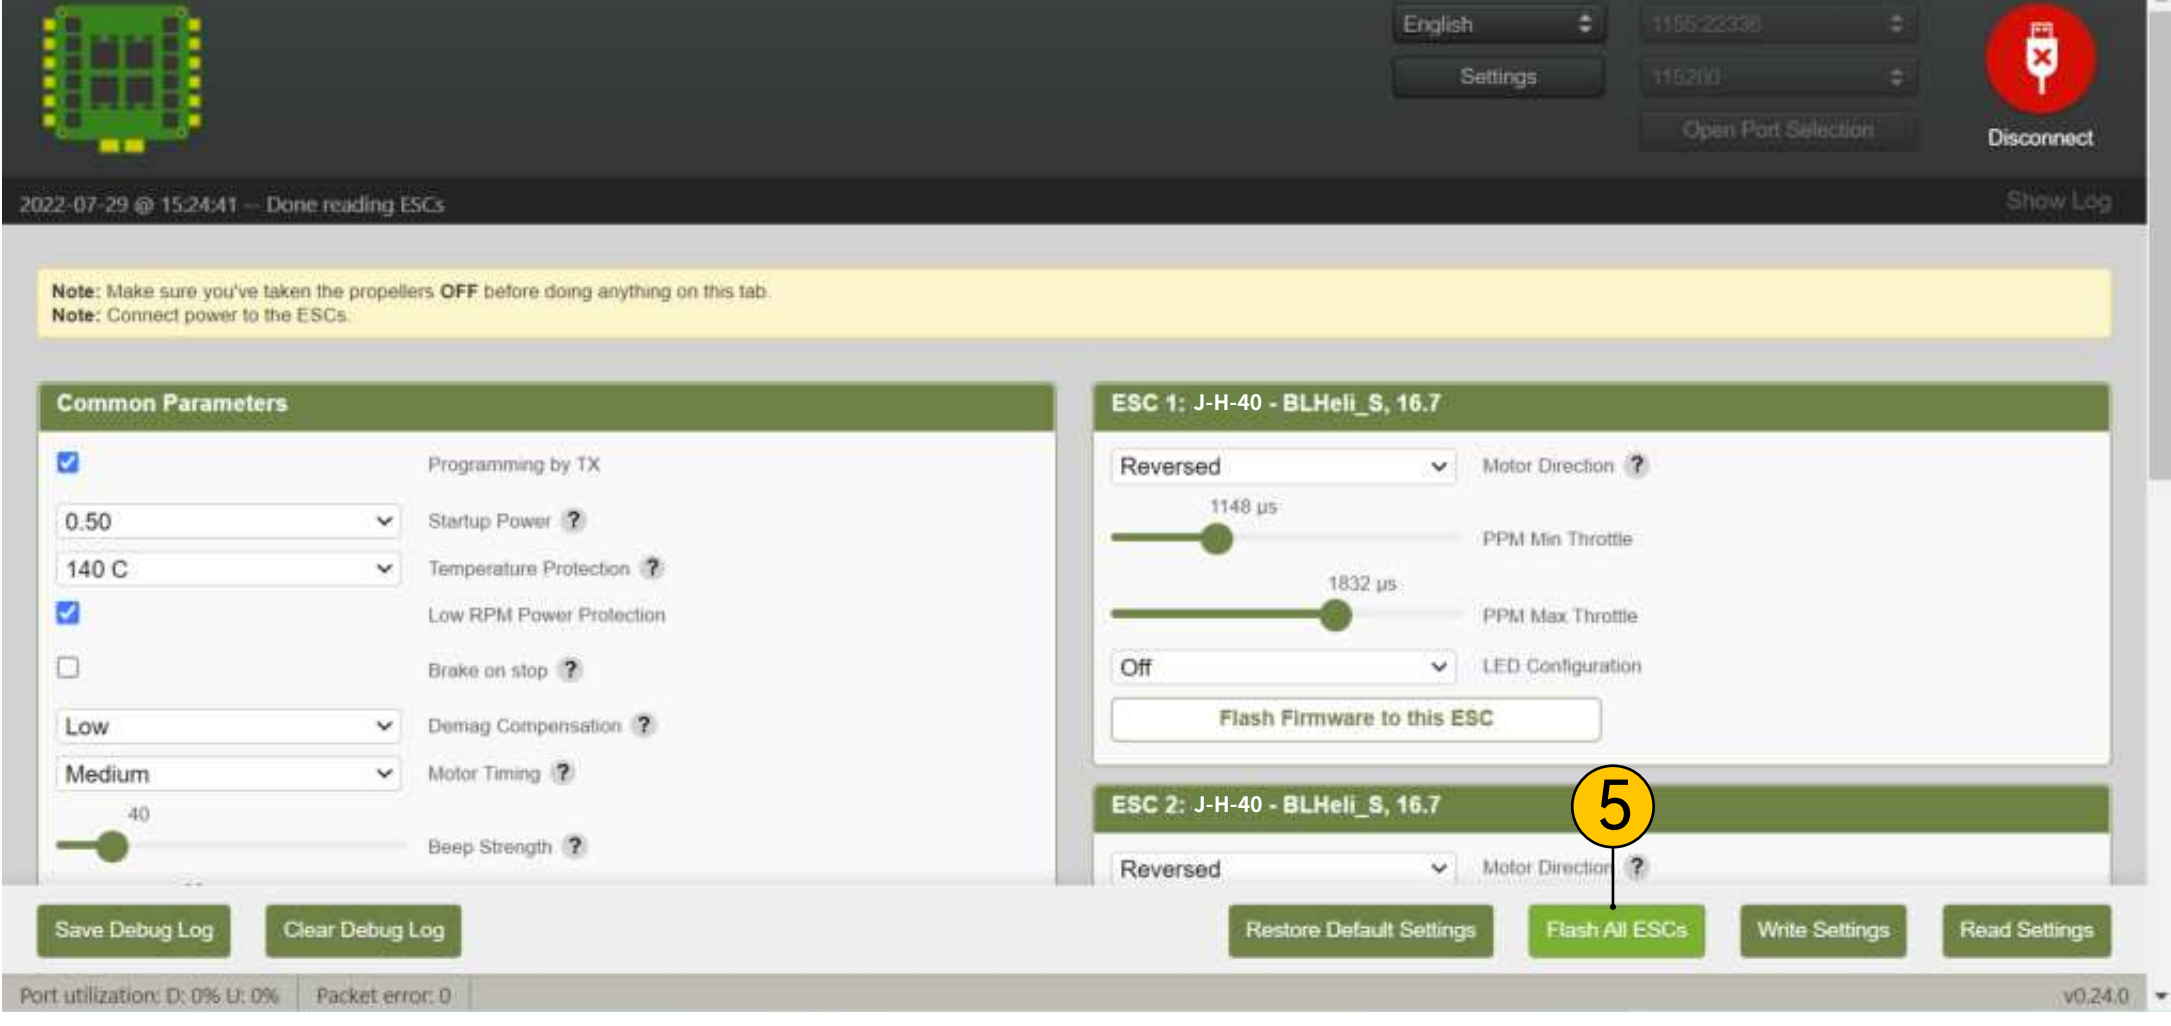 English
1155:22336
Settings
115200
Open Port Selection
Disconnect
2022-07-29 @ 15:24:41 -- Done reading ESCs
Show Log
Note: Make sure you've taken the propellers OFF before doing anything on this tab.
Note: Connect power to the ESCs.
Common Parameters
Programming by TX
0.50
Startup Power ?
140 C
Temperature Protection ?
Low RPM Power Protection
Brake on stop ?
Low
Demag Compensation ?
Medium
Motor Timing ?
40
Beep Strength ?
ESC 1: J-H-40 - BLHeli_S, 16.7
Reversed
Motor Direction ?
1148 µs
PPM Min Throttle
1832 µs
PPM Max Throttle
Off
LED Configuration
Flash Firmware to this ESC
ESC 2: J-H-40 - BLHeli_S, 16.7
5
Reversed
Motor Direction ?
Save Debug Log
Clear Debug Log
Restore Default Settings
Flash All ESCs
Write Settings
Read Settings
Port utilization: D: 0% U: 0%
Packet error: 0
v0.24.0